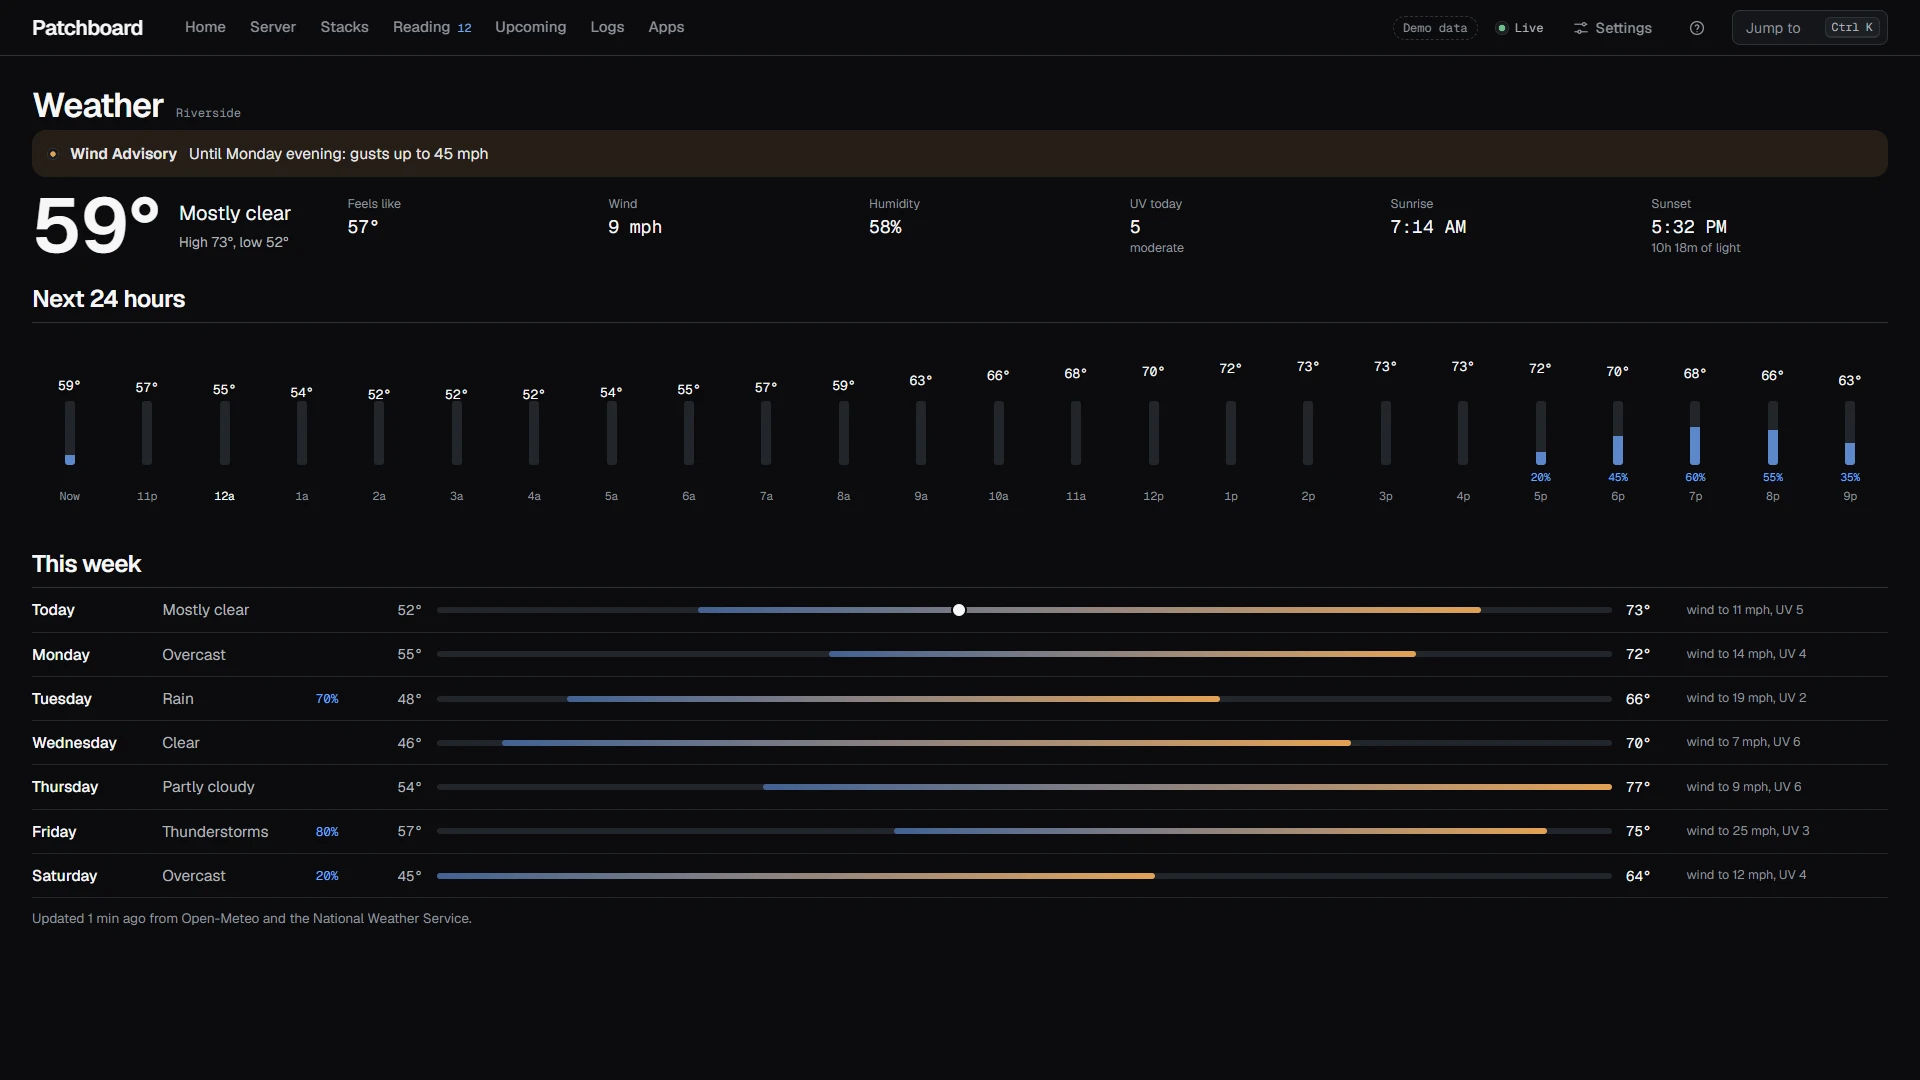 Patchboard Home Server Stacks Reading 12 Upcoming Logs Apps Demo data Live Settings Jump to Ctrl K
Weather Riverside
Wind Advisory Until Monday evening: gusts up to 45 mph
59° Mostly clear
High 73°, low 52°
Feels like
57°
Wind
9 mph
Humidity
58%
UV today
5
moderate
Sunrise
7:14 AM
Sunset
5:32 PM
10h 18m of light
Next 24 hours
59° 57° 55° 54° 52° 52° 52° 54° 55° 57° 59° 63° 66° 68° 70° 72° 73° 73° 73° 72° 70° 68° 66° 63°
20% 45% 60% 55% 35%
Now 11p 12a 1a 2a 3a 4a 5a 6a 7a 8a 9a 10a 11a 12p 1p 2p 3p 4p 5p 6p 7p 8p 9p
This week
Today Mostly clear 52° 73° wind to 11 mph, UV 5
Monday Overcast 55° 72° wind to 14 mph, UV 4
Tuesday Rain 70% 48° 66° wind to 19 mph, UV 2
Wednesday Clear 46° 70° wind to 7 mph, UV 6
Thursday Partly cloudy 54° 77° wind to 9 mph, UV 6
Friday Thunderstorms 80% 57° 75° wind to 25 mph, UV 3
Saturday Overcast 20% 45° 64° wind to 12 mph, UV 4
Updated 1 min ago from Open-Meteo and the National Weather Service.